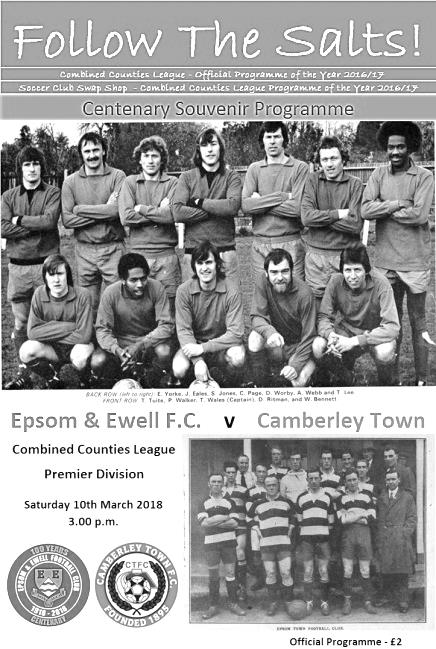 Follow The Salts!
Combined Counties League - Official Programme of the Year 2016/17
Soccer Club Swap Shop - Combined Counties League Programme of the Year 2016/17
Centenary Souvenir Programme
BACK ROW (left to right) E. Yorke, J. Eales, S. Jones, C. Page, D. Worby, A. Webb and T. Lee
FRONT ROW T. Tuite, P. Walker, T. Wales (Captain), D. Ritman, and W. Bennett
Epsom & Ewell F.C. v Camberley Town
Combined Counties League
Premier Division
Saturday 10th March 2018
3.00 p.m.
100 YEARS
EPSOM & EWELL FOOTBALL CLUB
E E
1918 - 2018
CENTENARY
CAMBERLEY TOWN F.C.
CTFC
FOUNDED 1895
EPSOM TOWN FOOTBALL CLUB.
Official Programme - £2